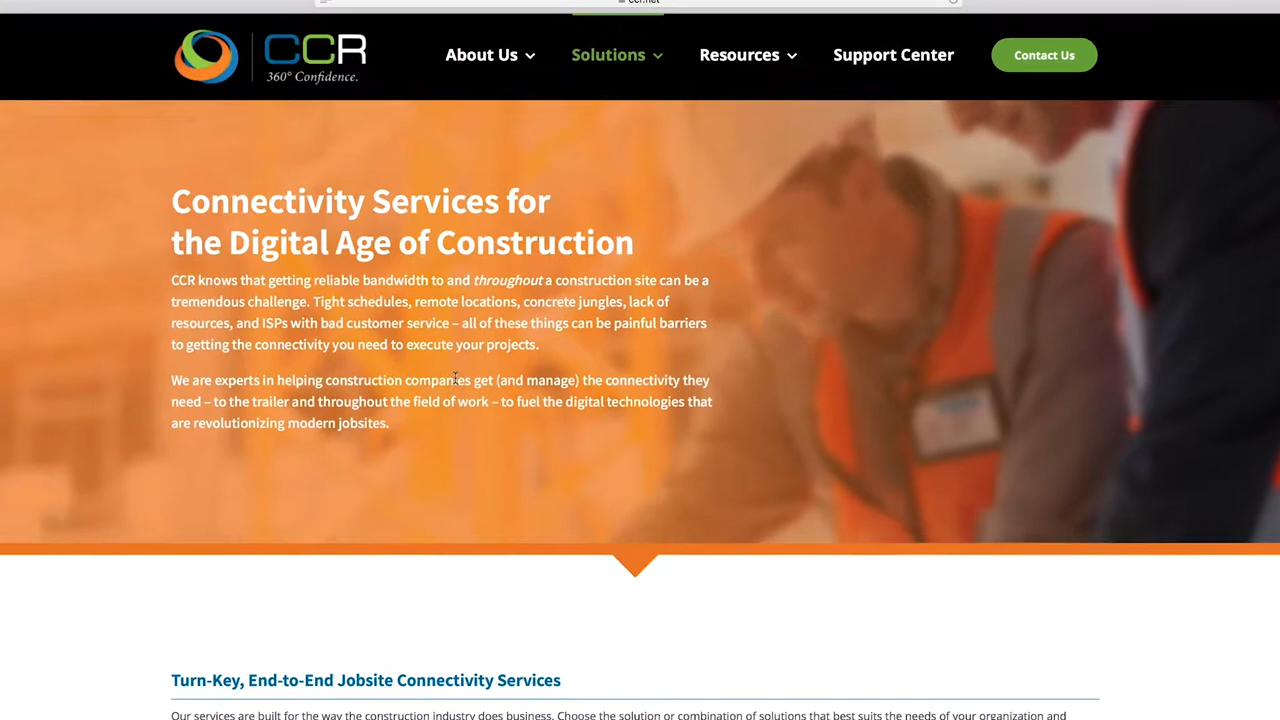 CCR
360° Confidence.
About Us
Solutions
Resources
Support Center
Contact Us
Connectivity Services for
the Digital Age of Construction
CCR knows that getting reliable bandwidth to and throughout a construction site can be a
tremendous challenge. Tight schedules, remote locations, concrete jungles, lack of
resources, and ISPs with bad customer service – all of these things can be painful barriers
to getting the connectivity you need to execute your projects.
We are experts in helping construction companies get (and manage) the connectivity they
need – to the trailer and throughout the field of work – to fuel the digital technologies that
are revolutionizing modern jobsites.
Turn-Key, End-to-End Jobsite Connectivity Services
Our services are built for the way the construction industry does business. Choose the solution or combination of solutions that best suits the needs of your organization and